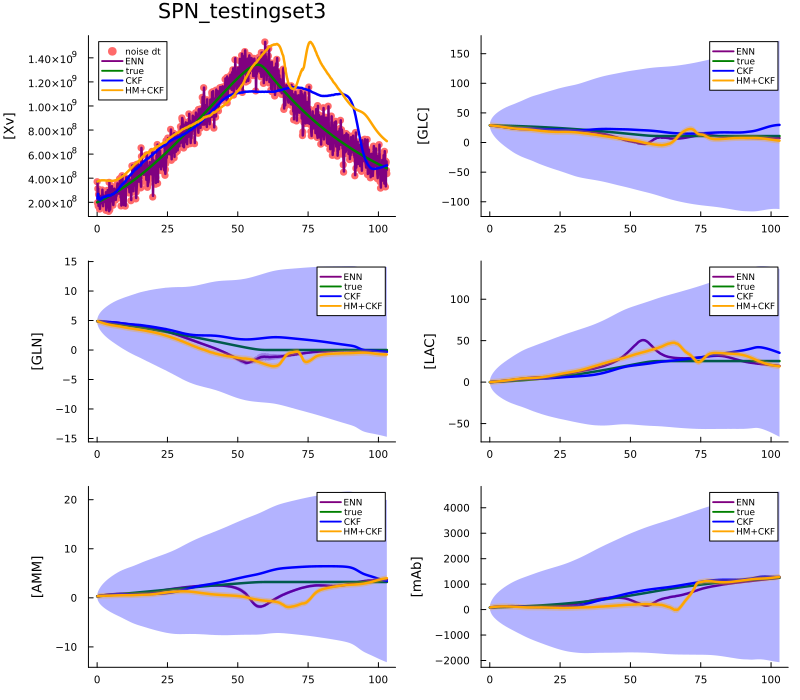 SPN_testingset3
[Xv]
1.40×10⁹
1.20×10⁹
1.00×10⁹
8.00×10⁸
6.00×10⁸
4.00×10⁸
2.00×10⁸
noise dt
ENN
true
CKF
HM+CKF
0 25 50 75 100
[GLC]
150
100
50
0
−50
−100
ENN
true
CKF
HM+CKF
0 25 50 75 100
[GLN]
15
10
5
0
−5
−10
−15
ENN
true
CKF
HM+CKF
0 25 50 75 100
[LAC]
100
50
0
−50
ENN
true
CKF
HM+CKF
0 25 50 75 100
[AMM]
20
10
0
−10
ENN
true
CKF
HM+CKF
0 25 50 75 100
[mAb]
4000
3000
2000
1000
0
−1000
−2000
ENN
true
CKF
HM+CKF
0 25 50 75 100